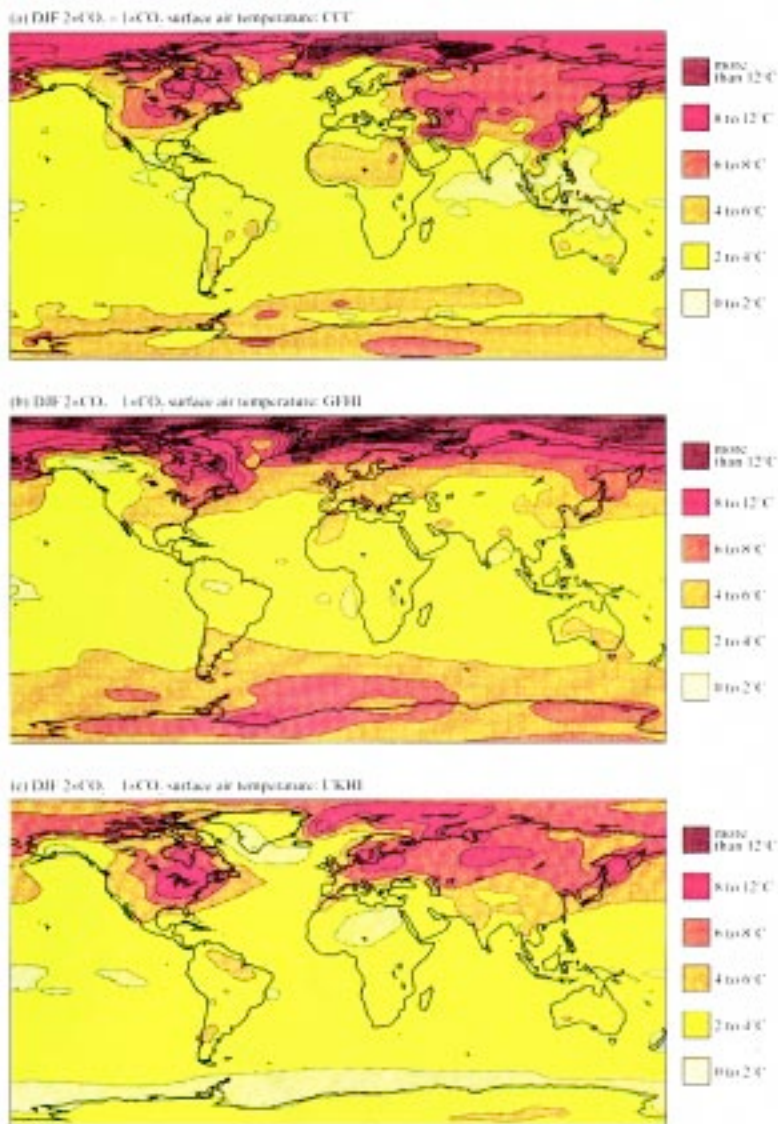 (a) DJF 2×CO₂ - 1×CO₂ surface air temperature: CCC
more
than 12°C
8 to 12°C
6 to 8°C
4 to 6°C
2 to 4°C
0 to 2°C
(b) DJF 2×CO₂ 1×CO₂ surface air temperature: GFHI
more
than 12°C
8 to 12°C
6 to 8°C
4 to 6°C
2 to 4°C
0 to 2°C
(c) DJF 2×CO₂ 1×CO₂ surface air temperature: UKHI
more
than 12°C
8 to 12°C
6 to 8°C
4 to 6°C
2 to 4°C
0 to 2°C